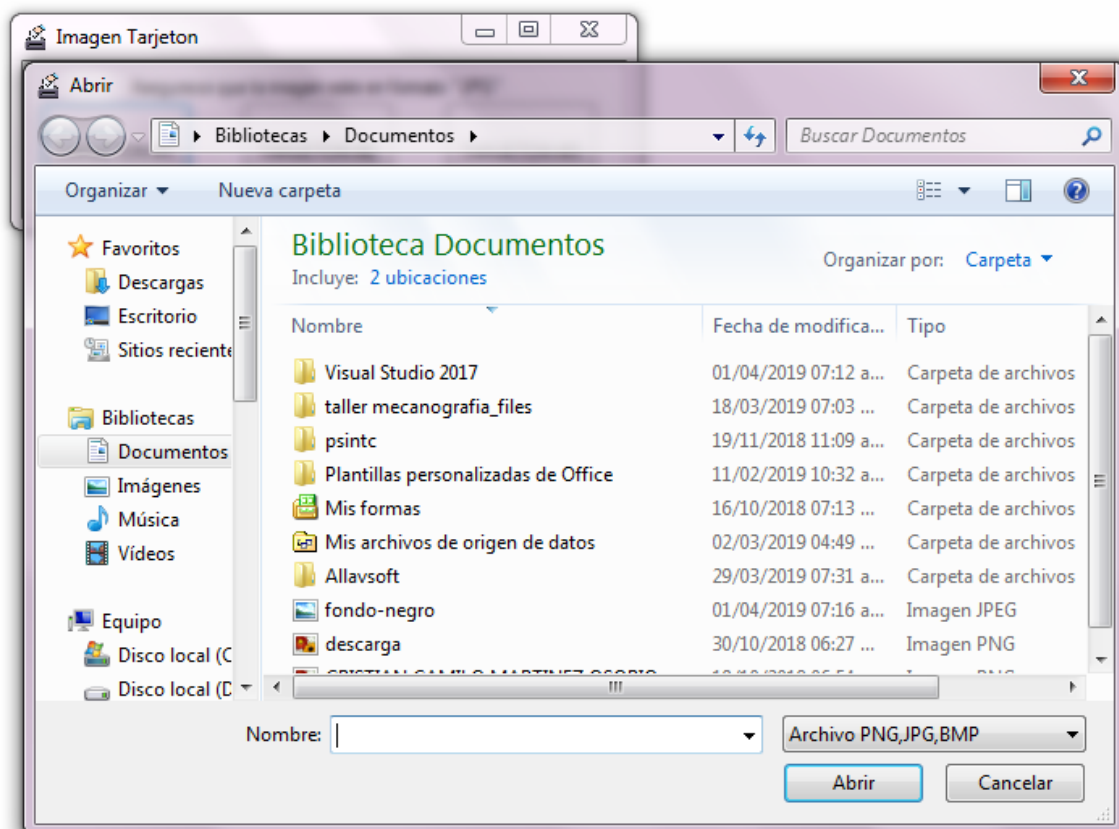 Imagen Tarjeton
Abrir
Bibliotecas Documentos
Buscar Documentos
Organizar Nueva carpeta
Favoritos
Descargas
Escritorio
Sitios reciente
Bibliotecas
Documentos
Imágenes
Música
Vídeos
Equipo
Disco local (C
Disco local (D
Biblioteca Documentos
Incluye: 2 ubicaciones
Organizar por: Carpeta
Nombre Fecha de modifica... Tipo
Visual Studio 2017 01/04/2019 07:12 a... Carpeta de archivos
taller mecanografia_files 18/03/2019 07:03 ... Carpeta de archivos
psintc 19/11/2018 11:09 a... Carpeta de archivos
Plantillas personalizadas de Office 11/02/2019 10:32 a... Carpeta de archivos
Mis formas 16/10/2018 07:13 ... Carpeta de archivos
Mis archivos de origen de datos 02/03/2019 04:49 ... Carpeta de archivos
Allavsoft 29/03/2019 07:31 a... Carpeta de archivos
fondo-negro 01/04/2019 07:16 a... Imagen JPEG
descarga 30/10/2018 06:27 ... Imagen PNG
CRISTIAN CAMILO MARTINEZ OSORIO
Nombre: Archivo PNG,JPG,BMP
Abrir Cancelar